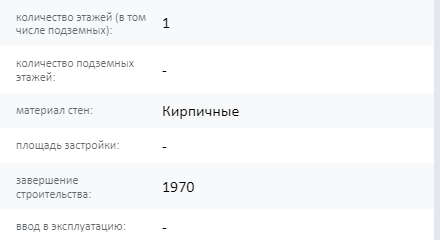 количество этажей (в том
числе подземных):
1
количество подземных
этажей:
-
материал стен:
Кирпичные
площадь застройки:
-
завершение
строительства:
1970
ввод в эксплуатацию:
-